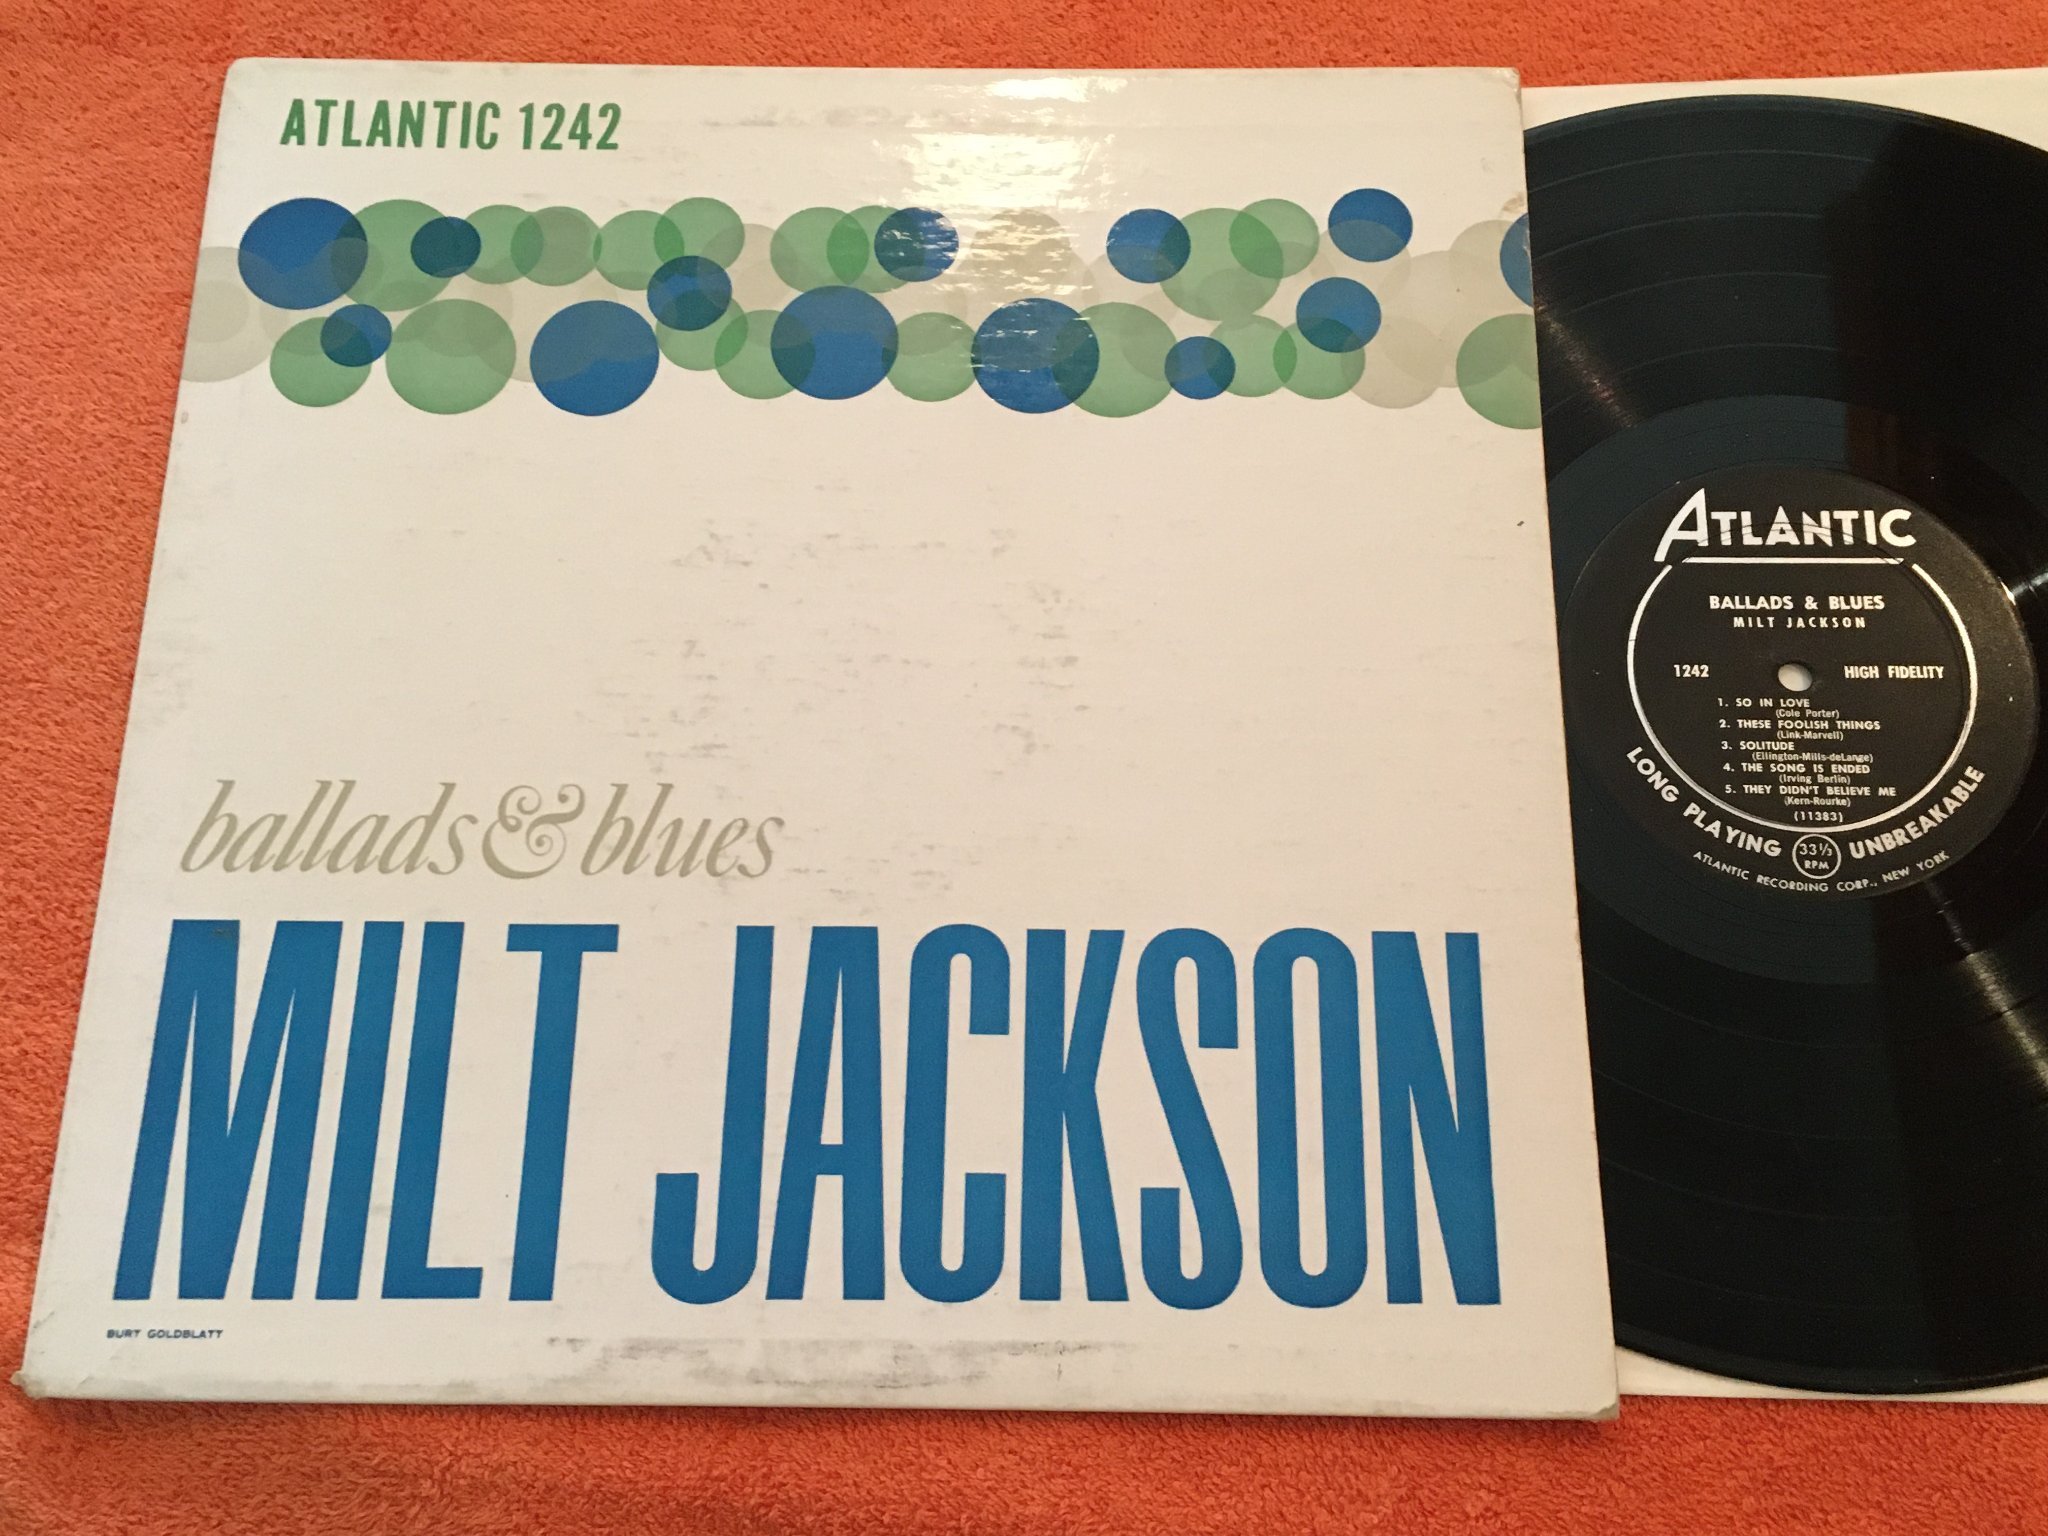 ATLANTIC 1242
ballads & blues
MILT JACKSON
BURT GOLDBLATT
ATLANTIC
BALLADS & BLUES
MILT JACKSON
1242
HIGH FIDELITY
1. SO IN LOVE
(Cole Porter)
2. THESE FOOLISH THINGS
(Link-Marvell)
3. SOLITUDE
(Ellington-Mills-deLange)
4. THE SONG IS ENDED
(Irving Berlin)
5. THEY DIDN'T BELIEVE ME
(Kern-Rourke)
(11383)
LONG PLAYING 33⅓ RPM UNBREAKABLE
ATLANTIC RECORDING CORP., NEW YORK